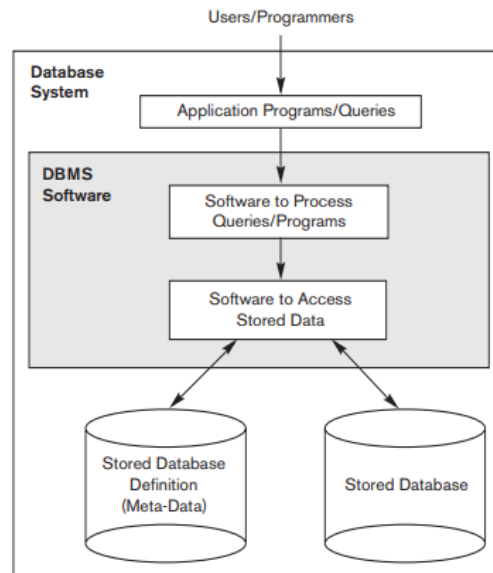 Users/Programmers
Database
System
Application Programs/Queries
DBMS
Software
Software to Process
Queries/Programs
Software to Access
Stored Data
Stored Database
Definition
(Meta-Data)
Stored Database